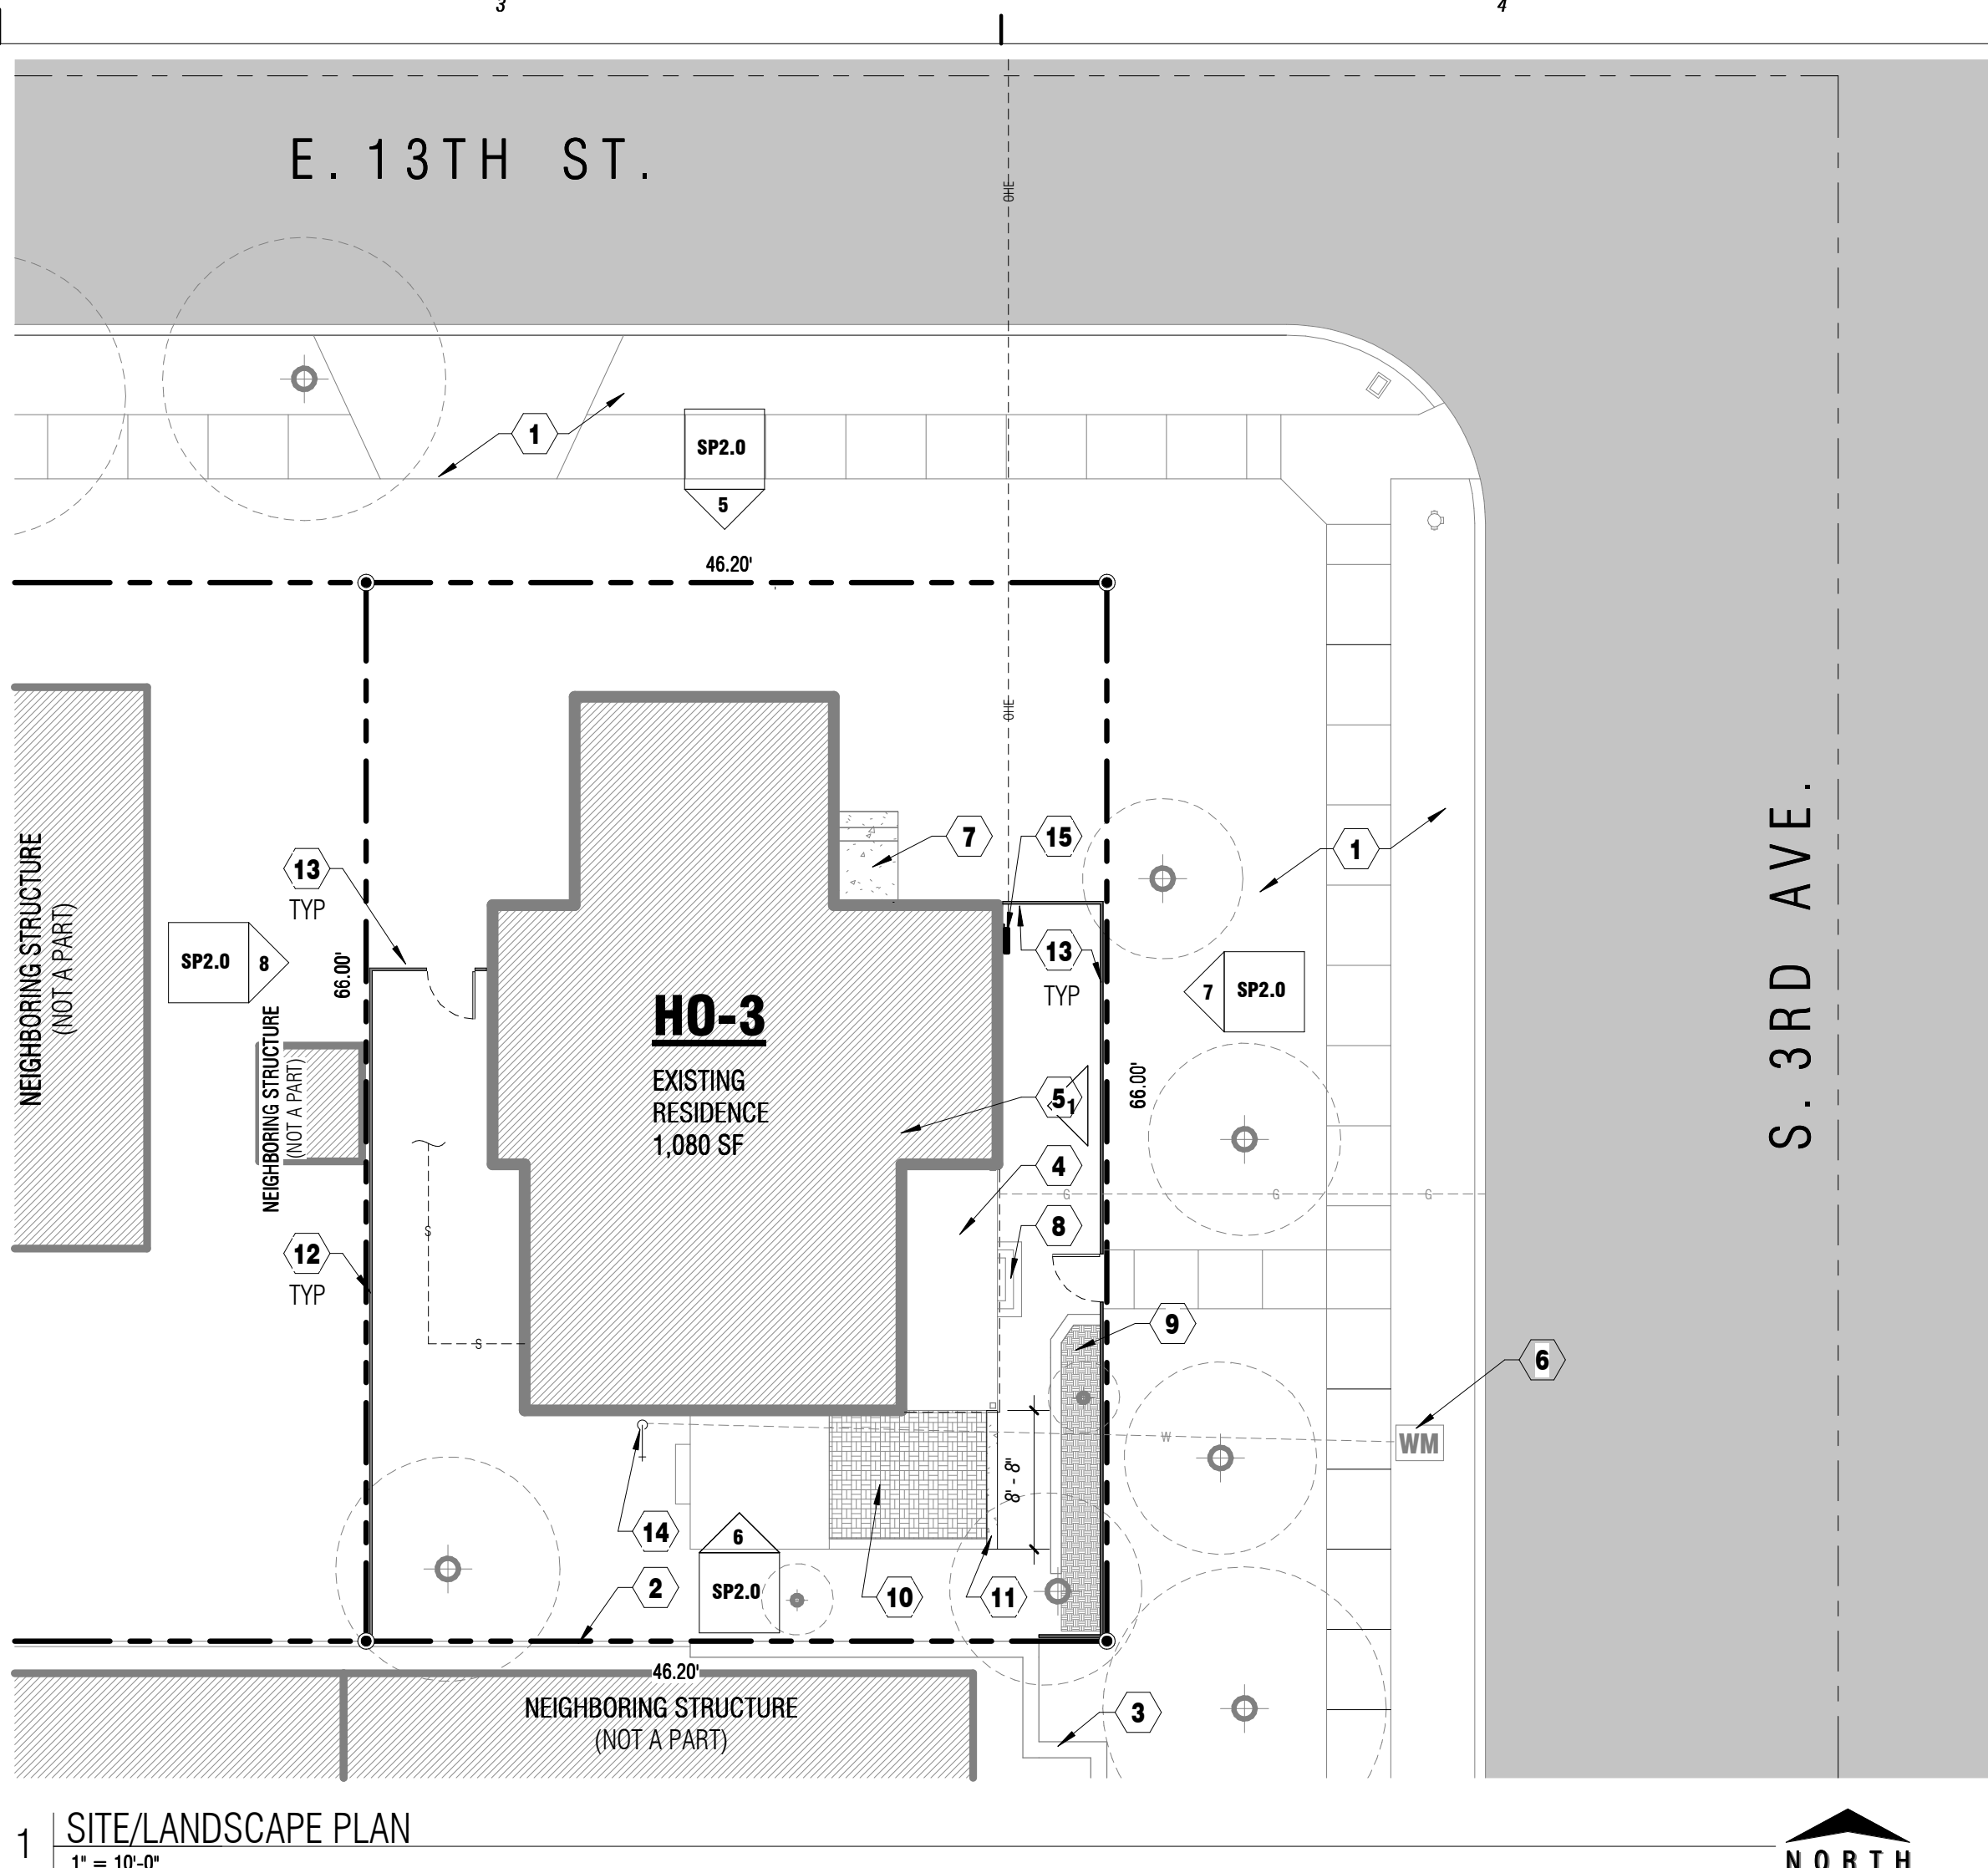 3
4
E. 13TH ST.
OHE
1
SP2.0
5
46.20'
OHE
S. 3RD AVE.
NEIGHBORING STRUCTURE
(NOT A PART)
13
TYP
7
15
1
SP2.0
8
66.00'
13
TYP
7
SP2.0
HO-3
EXISTING
RESIDENCE
1,080 SF
NEIGHBORING STRUCTURE
(NOT A PART)
5
1
66.00'
4
G
G
G
S
8
12
TYP
S
9
6
W
WM
8' - 8"
14
6
SP2.0
2
10
11
46.20'
NEIGHBORING STRUCTURE
(NOT A PART)
3
1
SITE/LANDSCAPE PLAN
1" = 10'-0"
NORTH